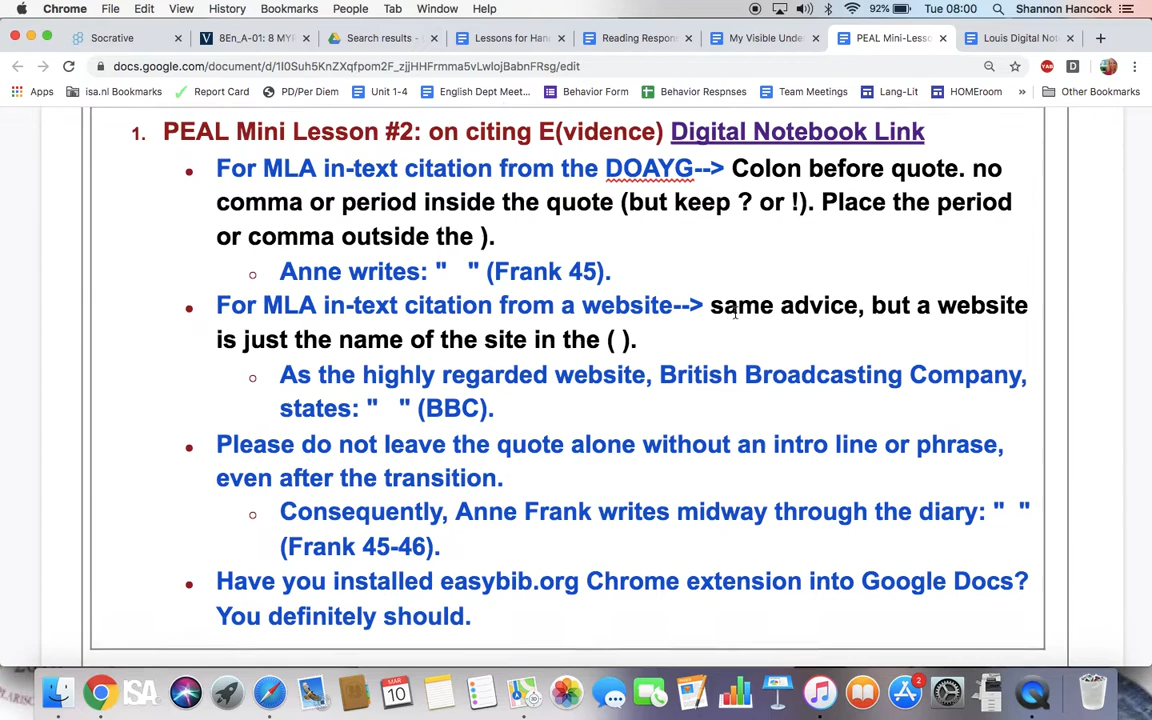 Chrome File Edit View History Bookmarks People Tab Window Help 92% Tue 08:00 Shannon Hancock
Socrative 8En_A-01: 8 MYP Search results - Lessons for Han Reading Respon My Visible Unde PEAL Mini-Less Louis Digital Not
docs.google.com/document/d/1I0Suh5KnZXqfpom2F_zjjHHFrmma5vLwlojBabnFRsg/edit
Apps isa.nl Bookmarks Report Card PD/Per Diem Unit 1-4 English Dept Meet... Behavior Form Behavior Respnses Team Meetings Lang-Lit HOMEroom » Other Bookmarks
1. PEAL Mini Lesson #2: on citing E(vidence) Digital Notebook Link
● For MLA in-text citation from the DOAYG--> Colon before quote. no
comma or period inside the quote (but keep ? or !). Place the period
or comma outside the ).
○ Anne writes: " " (Frank 45).
● For MLA in-text citation from a website--> same advice, but a website
is just the name of the site in the ( ).
○ As the highly regarded website, British Broadcasting Company,
states: " " (BBC).
● Please do not leave the quote alone without an intro line or phrase,
even after the transition.
○ Consequently, Anne Frank writes midway through the diary: " "
(Frank 45-46).
● Have you installed easybib.org Chrome extension into Google Docs?
You definitely should.
ISA MAR 10 2